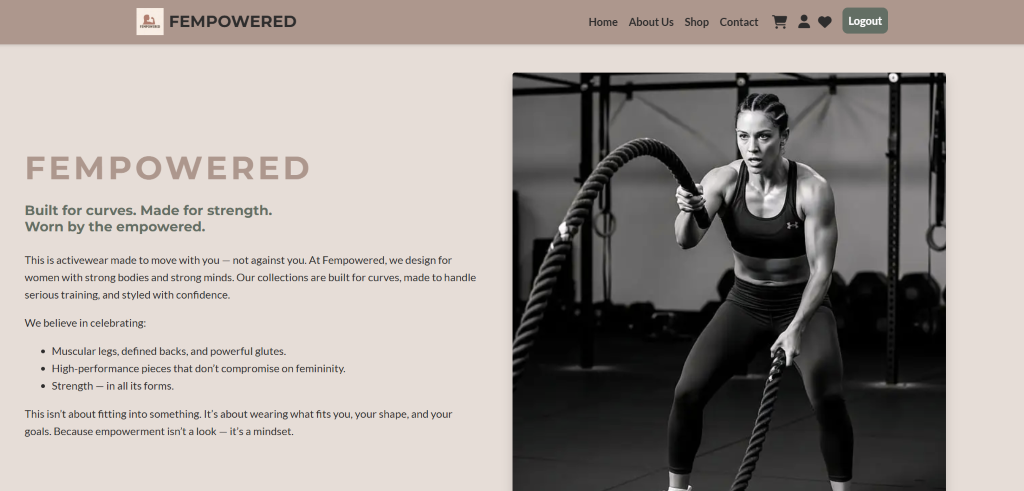 FEMPOWERED
Home About Us Shop Contact Logout
FEMPOWERED
Built for curves. Made for strength.
Worn by the empowered.
This is activewear made to move with you — not against you. At Fempowered, we design for
women with strong bodies and strong minds. Our collections are built for curves, made to handle
serious training, and styled with confidence.
We believe in celebrating:
• Muscular legs, defined backs, and powerful glutes.
• High-performance pieces that don't compromise on femininity.
• Strength — in all its forms.
This isn't about fitting into something. It's about wearing what fits you, your shape, and your
goals. Because empowerment isn't a look — it's a mindset.